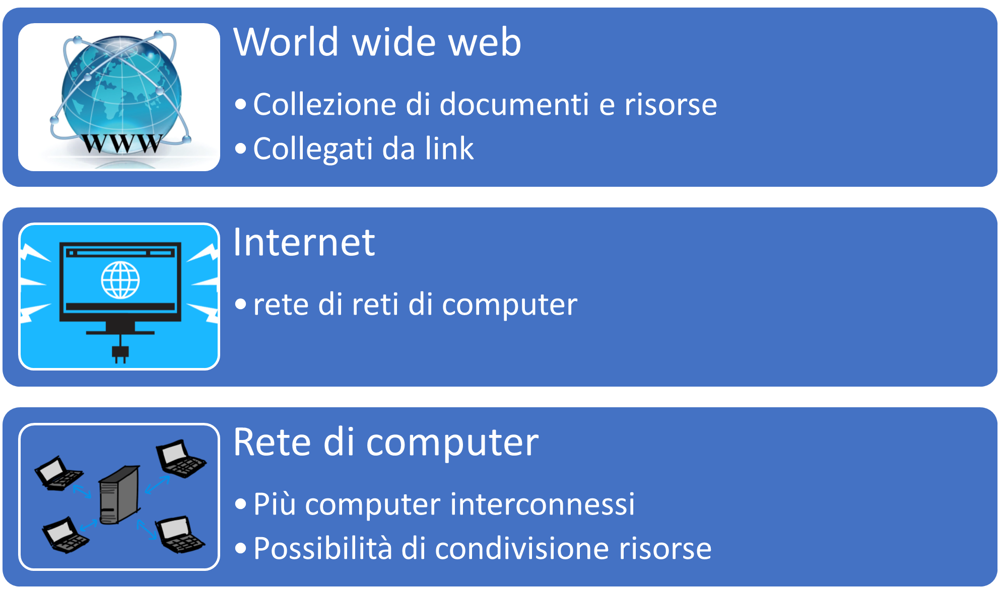 World wide web
• Collezione di documenti e risorse
• Collegati da link
www
Internet
• rete di reti di computer
Rete di computer
• Più computer interconnessi
• Possibilità di condivisione risorse